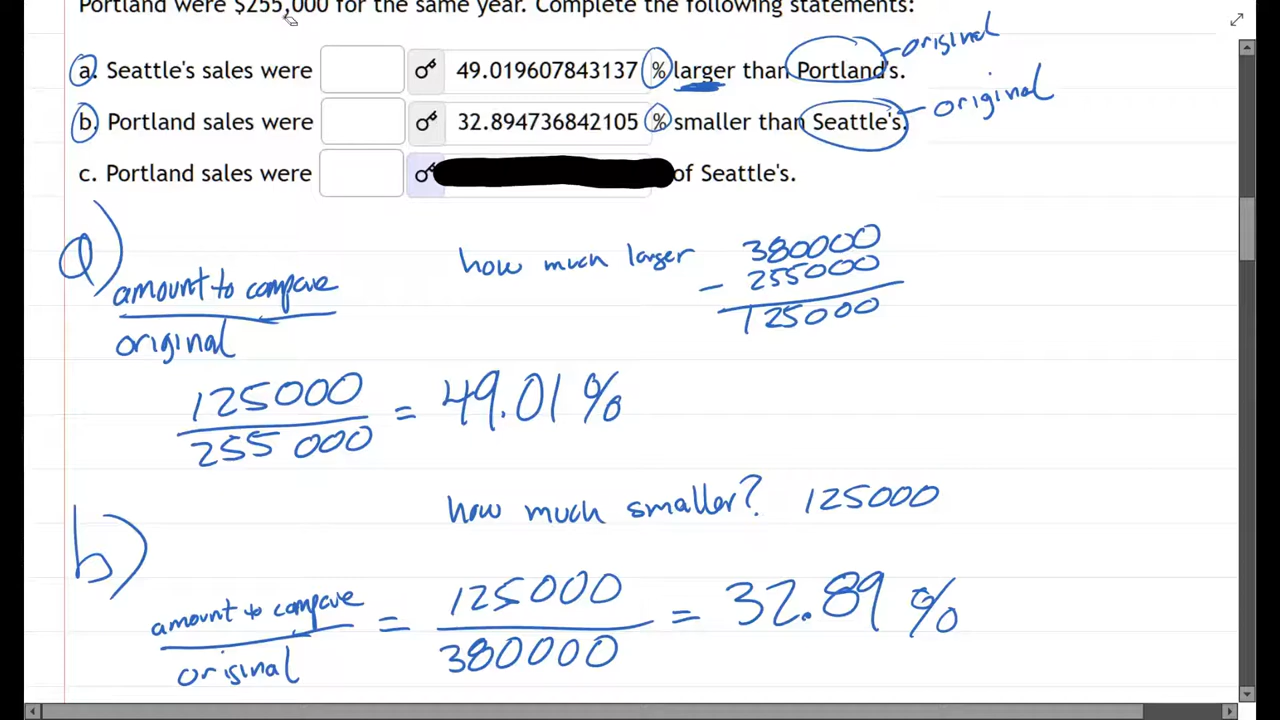 Portland were $255,000 for the same year. Complete the following statements:
original
a. Seattle's sales were 49.019607843137 % larger than Portland's.
original
b. Portland sales were 32.894736842105 % smaller than Seattle's.
c. Portland sales were of Seattle's.
a)
how much larger 380000
- 255000
125000
amount to compare
original
125000
255 000
= 49.01 %
how much smaller? 125000
b)
amount to compare
original
=
125000
380000
= 32.89 %